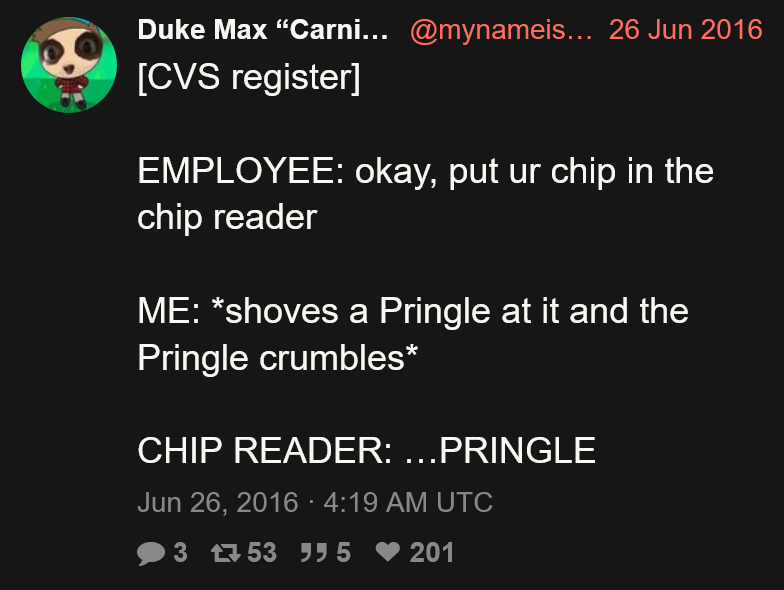 Duke Max “Carni… @mynameis… 26 Jun 2016
[CVS register]
EMPLOYEE: okay, put ur chip in the
chip reader
ME: *shoves a Pringle at it and the
Pringle crumbles*
CHIP READER: …PRINGLE
Jun 26, 2016 · 4:19 AM UTC
3 53 5 201